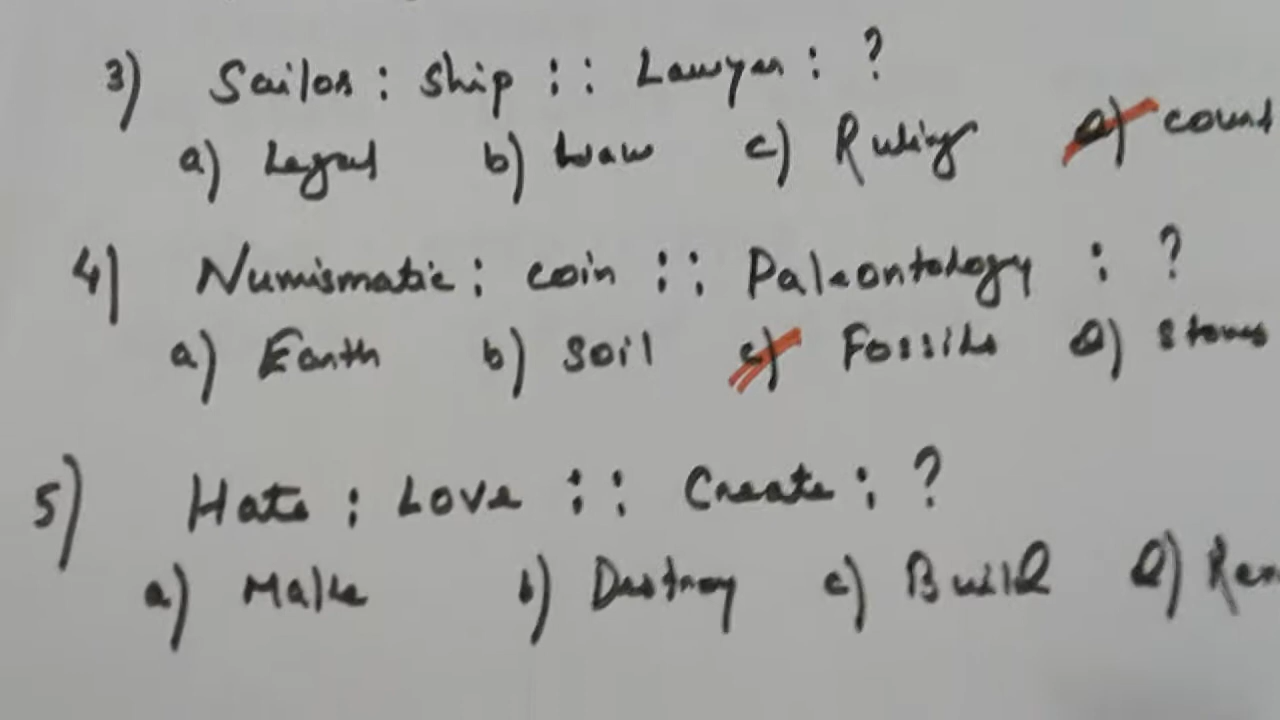 3) Sailor : Ship :: Lawyer : ?
a) Legal b) Law c) Ruling d) court
4) Numismatic : coin :: Paleontology : ?
a) Earth b) Soil c) Fossils d) stones
5) Hate : Love :: Create : ?
a) Make b) Destroy c) Build d)